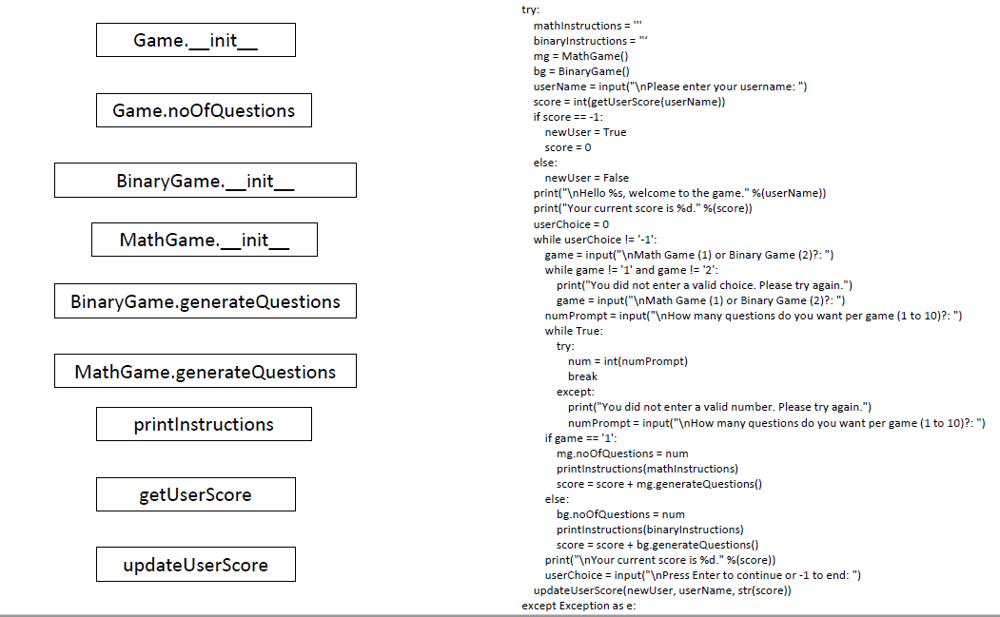 Game.__init__
Game.noOfQuestions
BinaryGame.__init__
MathGame.__init__
BinaryGame.generateQuestions
MathGame.generateQuestions
printInstructions
getUserScore
updateUserScore
try:
mathInstructions = '''
binaryInstructions = "‘
mg = MathGame()
bg = BinaryGame()
userName = input("\nPlease enter your username: ")
score = int(getUserScore(userName))
if score == -1:
newUser = True
score = 0
else:
newUser = False
print("\nHello %s, welcome to the game." %(userName))
print("Your current score is %d." %(score))
userChoice = 0
while userChoice != '-1':
game = input("\nMath Game (1) or Binary Game (2)?: ")
while game != '1' and game != '2':
print("You did not enter a valid choice. Please try again.")
game = input("\nMath Game (1) or Binary Game (2)?: ")
numPrompt = input("\nHow many questions do you want per game (1 to 10)?: ")
while True:
try:
num = int(numPrompt)
break
except:
print("You did not enter a valid number. Please try again.")
numPrompt = input("\nHow many questions do you want per game (1 to 10)?: ")
if game == '1':
mg.noOfQuestions = num
printInstructions(mathInstructions)
score = score + mg.generateQuestions()
else:
bg.noOfQuestions = num
printInstructions(binaryInstructions)
score = score + bg.generateQuestions()
print("\nYour current score is %d." %(score))
userChoice = input("\nPress Enter to continue or -1 to end: ")
updateUserScore(newUser, userName, str(score))
except Exception as e: